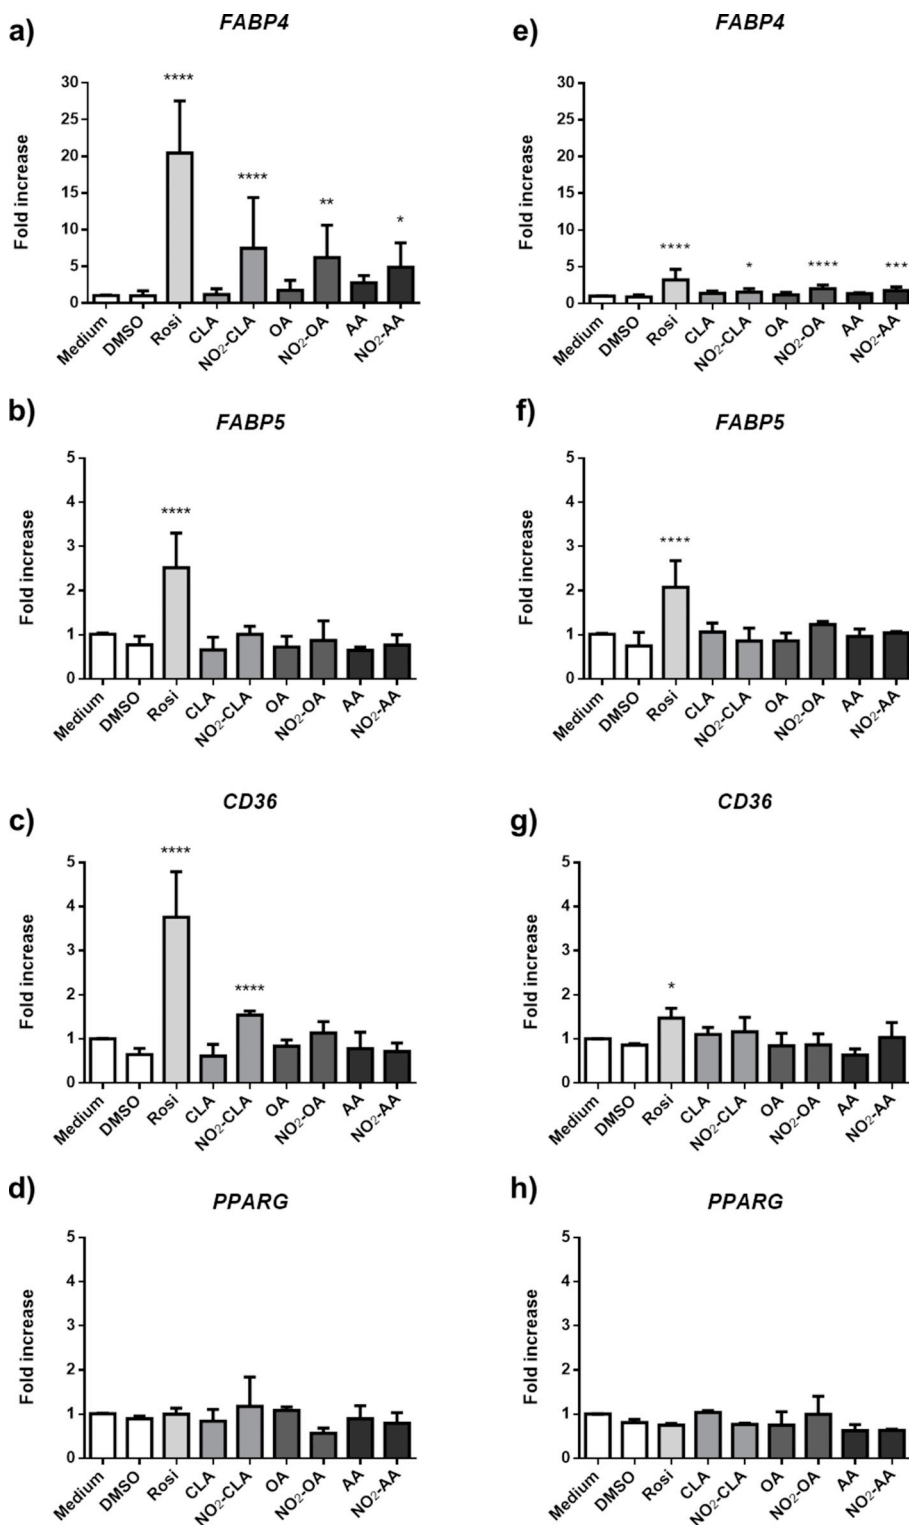 a)
FABP4
****
****
**
*
Fold increase
30
25
20
15
10
5
0
Medium
DMSO
Rosi
CLA
NO2-CLA
OA
NO2-OA
AA
NO2-AA
e)
FABP4
****
*
****
***
Fold increase
30
25
20
15
10
5
0
Medium
DMSO
Rosi
CLA
NO2-CLA
OA
NO2-OA
AA
NO2-AA
b)
FABP5
****
Fold increase
5
4
3
2
1
0
Medium
DMSO
Rosi
CLA
NO2-CLA
OA
NO2-OA
AA
NO2-AA
f)
FABP5
****
Fold increase
5
4
3
2
1
0
Medium
DMSO
Rosi
CLA
NO2-CLA
OA
NO2-OA
AA
NO2-AA
c)
CD36
****
****
Fold increase
5
4
3
2
1
0
Medium
DMSO
Rosi
CLA
NO2-CLA
OA
NO2-OA
AA
NO2-AA
g)
CD36
*
Fold increase
5
4
3
2
1
0
Medium
DMSO
Rosi
CLA
NO2-CLA
OA
NO2-OA
AA
NO2-AA
d)
PPARG
Fold increase
5
4
3
2
1
0
Medium
DMSO
Rosi
CLA
NO2-CLA
OA
NO2-OA
AA
NO2-AA
h)
PPARG
Fold increase
5
4
3
2
1
0
Medium
DMSO
Rosi
CLA
NO2-CLA
OA
NO2-OA
AA
NO2-AA